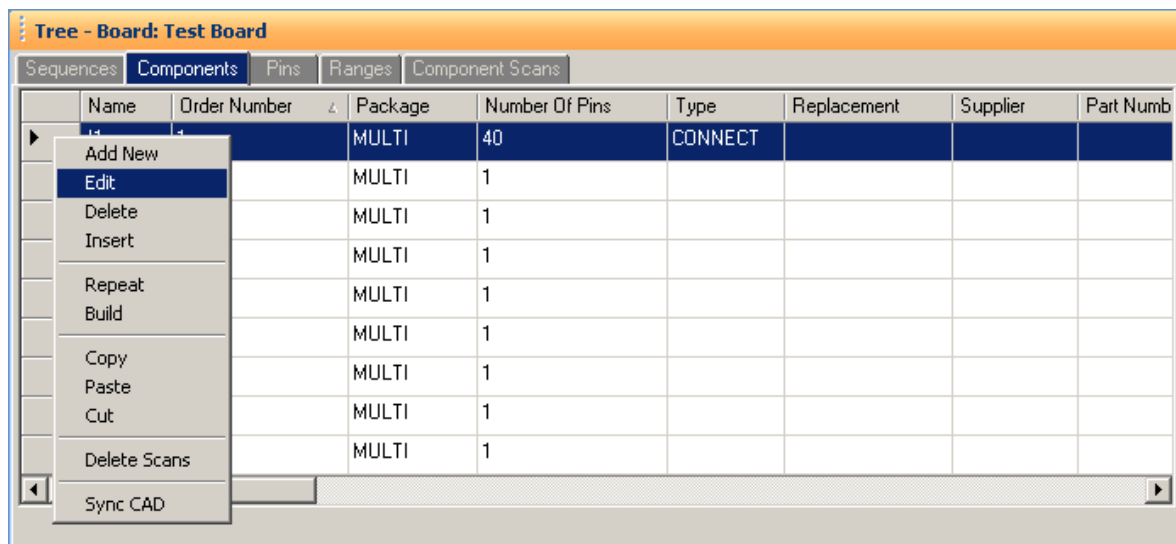 Tree - Board: Test Board
Sequences Components Pins Ranges Component Scans
Name Order Number Package Number Of Pins Type Replacement Supplier Part Numb
MULTI 40 CONNECT
Add New
Edit MULTI 1
Delete MULTI 1
Insert MULTI 1
Repeat MULTI 1
Build MULTI 1
Copy MULTI 1
Paste
Cut MULTI 1
Delete Scans MULTI 1
Sync CAD